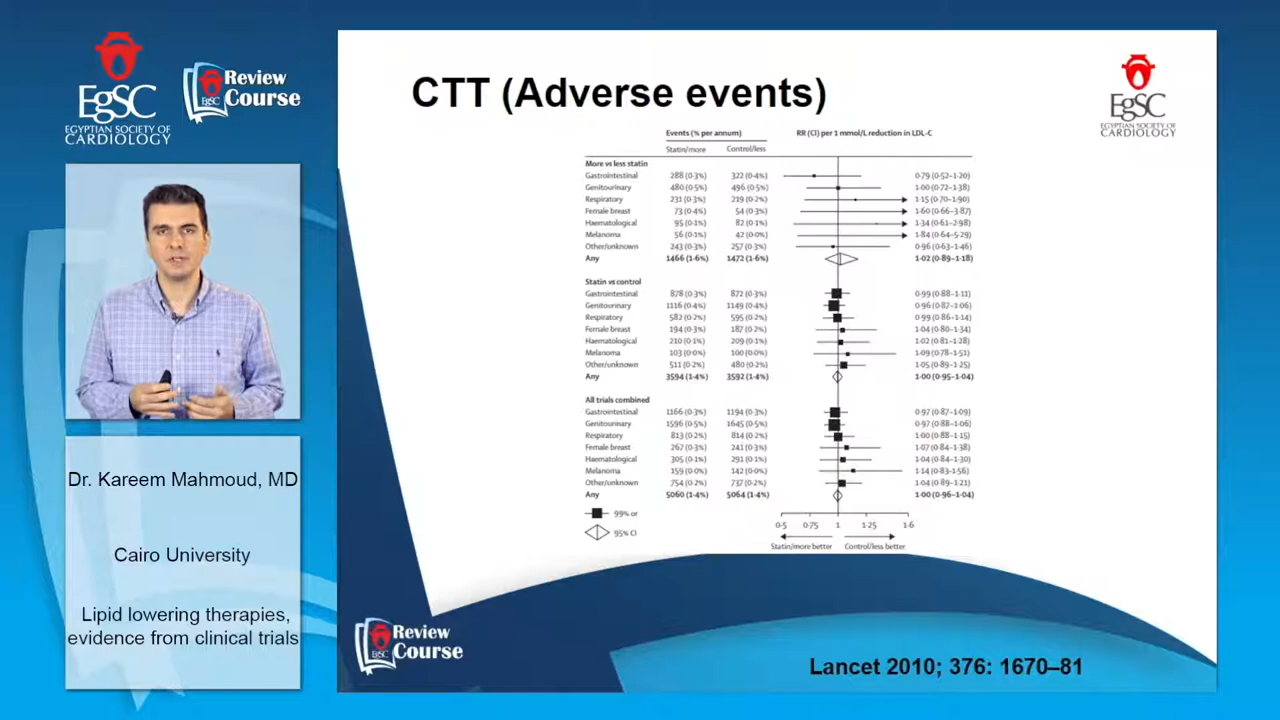 EgSC
EGYPTIAN SOCIETY OF
CARDIOLOGY
Review
Course
EgSC
Dr. Kareem Mahmoud, MD
Cairo University
Lipid lowering therapies,
evidence from clinical trials
CTT (Adverse events)
EgSC
EGYPTIAN SOCIETY OF
CARDIOLOGY
Events (% per annum) RR (CI) per 1 mmol/L reduction in LDL-C
Statin/more Control/less
More vs less statin
Gastrointestinal 288 (0·3%) 322 (0·4%) 0·79 (0·52–1·20)
Genitourinary 480 (0·5%) 496 (0·5%) 1·00 (0·72–1·38)
Respiratory 231 (0·3%) 219 (0·2%) 1·15 (0·70–1·90)
Female breast 73 (0·4%) 54 (0·3%) 1·60 (0·66–3·87)
Haematological 95 (0·1%) 82 (0·1%) 1·34 (0·61–2·98)
Melanoma 56 (0·1%) 42 (0·0%) 1·84 (0·64–5·29)
Other/unknown 243 (0·3%) 257 (0·3%) 0·96 (0·63–1·46)
Any 1466 (1·6%) 1472 (1·6%) 1·02 (0·89–1·18)
Statin vs control
Gastrointestinal 878 (0·3%) 872 (0·3%) 0·99 (0·88–1·11)
Genitourinary 1116 (0·4%) 1149 (0·4%) 0·96 (0·87–1·06)
Respiratory 582 (0·2%) 595 (0·2%) 0·99 (0·86–1·14)
Female breast 194 (0·3%) 187 (0·2%) 1·04 (0·80–1·34)
Haematological 210 (0·1%) 209 (0·1%) 1·02 (0·81–1·28)
Melanoma 103 (0·0%) 100 (0·0%) 1·09 (0·78–1·51)
Other/unknown 511 (0·2%) 480 (0·2%) 1·05 (0·89–1·25)
Any 3594 (1·4%) 3592 (1·4%) 1·00 (0·95–1·04)
All trials combined
Gastrointestinal 1166 (0·3%) 1194 (0·3%) 0·97 (0·87–1·09)
Genitourinary 1596 (0·5%) 1645 (0·5%) 0·97 (0·88–1·06)
Respiratory 813 (0·2%) 814 (0·2%) 1·00 (0·88–1·15)
Female breast 267 (0·3%) 241 (0·3%) 1·07 (0·84–1·38)
Haematological 305 (0·1%) 291 (0·1%) 1·04 (0·84–1·30)
Melanoma 159 (0·0%) 142 (0·0%) 1·14 (0·83–1·56)
Other/unknown 754 (0·2%) 737 (0·2%) 1·04 (0·89–1·21)
Any 5060 (1·4%) 5064 (1·4%) 1·00 (0·96–1·04)
99% or
95% CI
0·5 0·75 1 1·25 1·6
Statin/more better Control/less better
Review
Course
EgSC
Lancet 2010; 376: 1670–81